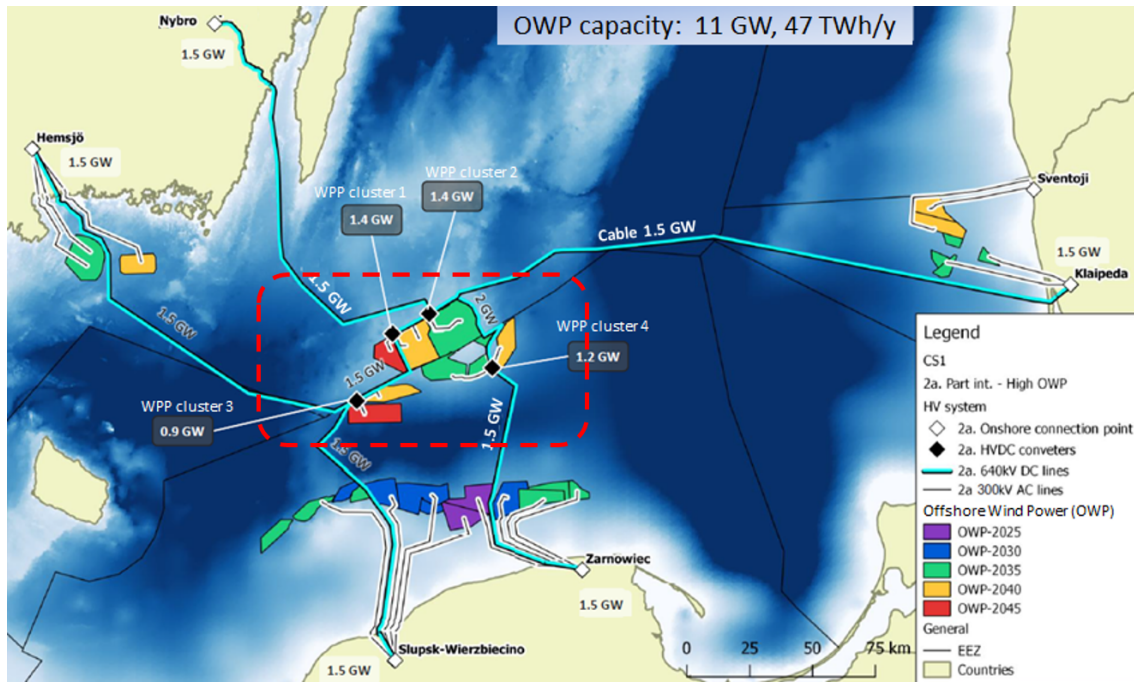 OWP capacity: 11 GW, 47 TWh/y
Nybro
1.5 GW
Hemsjö
1.5 GW
WPP cluster 2
1.4 GW
WPP cluster 1
1.4 GW
Sventoji
Cable 1.5 GW
1.5 GW
Klaipeda
1.5 GW
1.5 GW
2 GW
WPP cluster 4
1.2 GW
1.5 GW
WPP cluster 3
0.9 GW
1.5 GW
1.5 GW
Zarnowiec
1.5 GW
Slupsk-Wierzbiecino
1.5 GW
0 25 50 75 km
Legend
CS1
2a. Part int. - High OWP
HV system
2a. Onshore connection point
2a. HVDC conveters
2a. 640kV DC lines
2a 300kV AC lines
Offshore Wind Power (OWP)
OWP-2025
OWP-2030
OWP-2035
OWP-2040
OWP-2045
General
EEZ
Countries